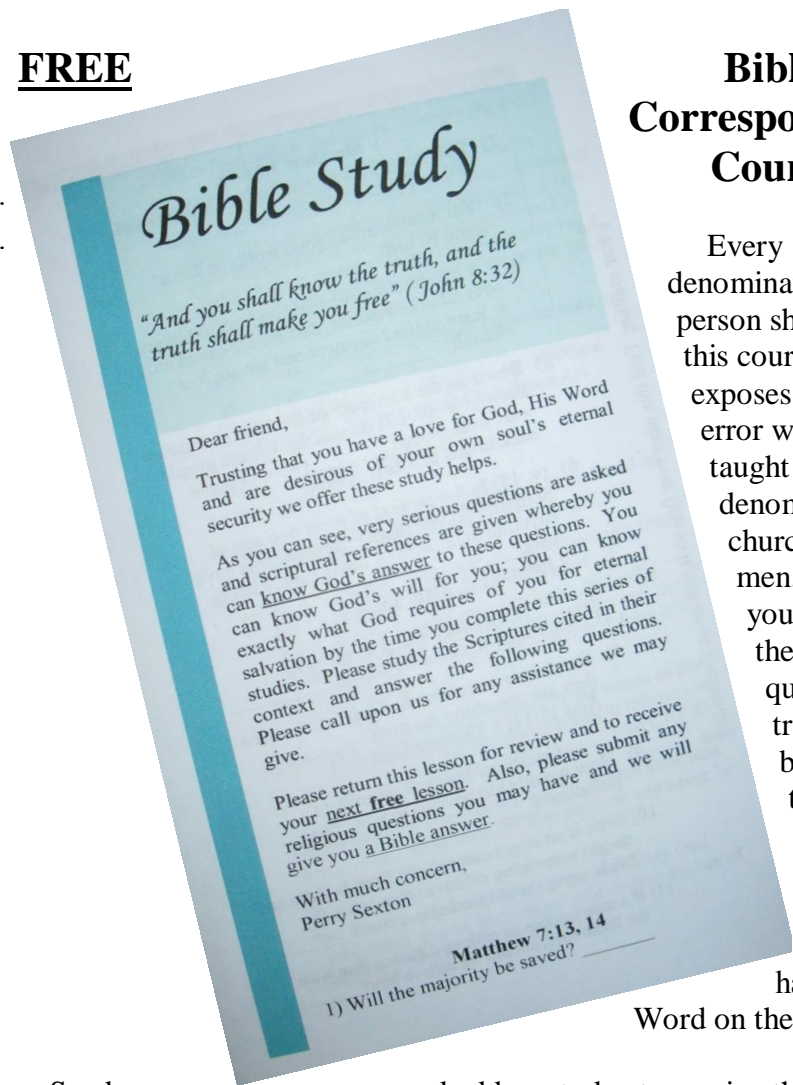 FREE
Bible Study
“And you shall know the truth, and the
truth shall make you free” ( John 8:32)
Dear friend,
Trusting that you have a love for God, His Word
and are desirous of your own soul's eternal
security we offer these study helps.
As you can see, very serious questions are asked
and scriptural references are given whereby you
can know God's answer to these questions. You
can know God's will for you; you can know
exactly what God requires of you for eternal
salvation by the time you complete this series of
studies. Please study the Scriptures cited in their
context and answer the following questions.
Please call upon us for any assistance we may
give.
Please return this lesson for review and to receive
your next free lesson. Also, please submit any
religious questions you may have and we will
give you a Bible answer.
With much concern,
Perry Sexton
Matthew 7:13, 14
1) Will the majority be saved?
Bibl
Correspo
Cour
Every
denomina
person sh
this cour
exposes
error w
taught
denom
churc
men.
you
the
qu
tr
b
t
ha
Word on the